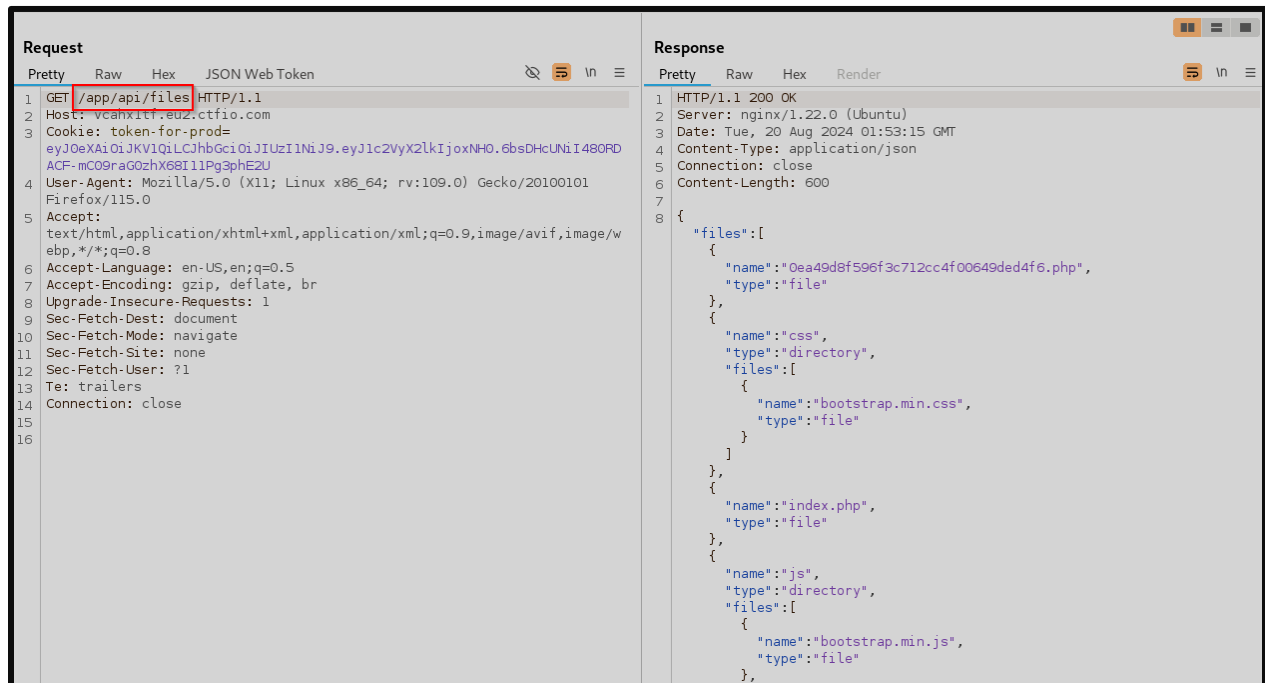 Request
Pretty Raw Hex JSON Web Token \n
1 GET /app/api/files HTTP/1.1
2 Host: vcahx1tf.eu2.ctfio.com
3 Cookie: token-for-prod=
eyJ0eXAiOiJKV1QiLCJhbGciOiJIUzI1NiJ9.eyJ1c2VyX2lkIjoxNH0.6bsDHcUNiI480RD
ACF-mC09raG0zhX68I11Pg3phE2U
4 User-Agent: Mozilla/5.0 (X11; Linux x86_64; rv:109.0) Gecko/20100101
Firefox/115.0
5 Accept:
text/html,application/xhtml+xml,application/xml;q=0.9,image/avif,image/w
ebp,*/*;q=0.8
6 Accept-Language: en-US,en;q=0.5
7 Accept-Encoding: gzip, deflate, br
8 Upgrade-Insecure-Requests: 1
9 Sec-Fetch-Dest: document
10 Sec-Fetch-Mode: navigate
11 Sec-Fetch-Site: none
12 Sec-Fetch-User: ?1
13 Te: trailers
14 Connection: close
15
16
Response
Pretty Raw Hex Render \n
1 HTTP/1.1 200 OK
2 Server: nginx/1.22.0 (Ubuntu)
3 Date: Tue, 20 Aug 2024 01:53:15 GMT
4 Content-Type: application/json
5 Connection: close
6 Content-Length: 600
7
8 {
"files":[
{
"name":"0ea49d8f596f3c712cc4f00649ded4f6.php",
"type":"file"
},
{
"name":"css",
"type":"directory",
"files":[
{
"name":"bootstrap.min.css",
"type":"file"
}
]
},
{
"name":"index.php",
"type":"file"
},
{
"name":"js",
"type":"directory",
"files":[
{
"name":"bootstrap.min.js",
"type":"file"
},